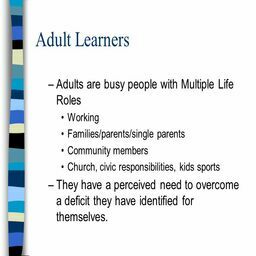 Adult Learners
– Adults are busy people with Multiple Life
Roles
• Working
• Families/parents/single parents
• Community members
• Church, civic responsibilities, kids sports
– They have a perceived need to overcome
a deficit they have identified for
themselves.